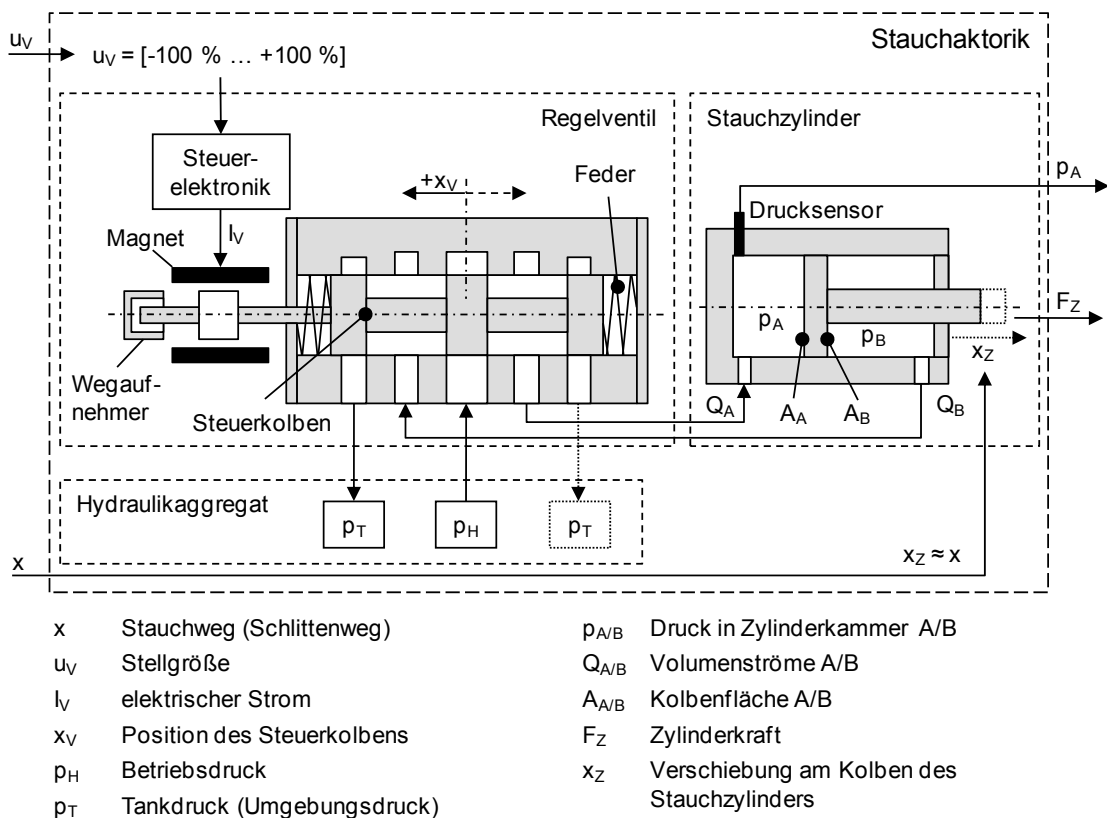 Stauchaktorik
u_V
u_V = [-100 % … +100 %]
Regelventil
Stauchzylinder
Steuer-
elektronik
+x_V
Feder
p_A
Drucksensor
Magnet
I_V
F_Z
p_A
p_B
x_Z
Wegauf-
nehmer
Steuerkolben
Q_A
A_A
A_B
Q_B
Hydraulikaggregat
p_T
p_H
p_T
x
x_Z ≈ x
x Stauchweg (Schlittenweg)
u_V Stellgröße
I_V elektrischer Strom
x_V Position des Steuerkolbens
p_H Betriebsdruck
p_T Tankdruck (Umgebungsdruck)
p_A/B Druck in Zylinderkammer A/B
Q_A/B Volumenströme A/B
A_A/B Kolbenfläche A/B
F_Z Zylinderkraft
x_Z Verschiebung am Kolben des
Stauchzylinders